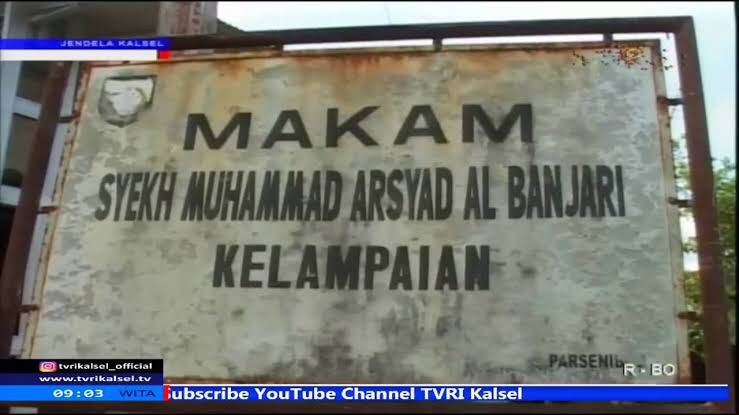 JENDELA KALSEL
MAKAM
SYEKH MUHAMMAD ARSYAD AL BANJARI
KELAMPAIAN
R - BO
tvrikalsel_official
www.tvrikalsel.tv
09:03 WITA
Subscribe YouTube Channel TVRI Kalsel